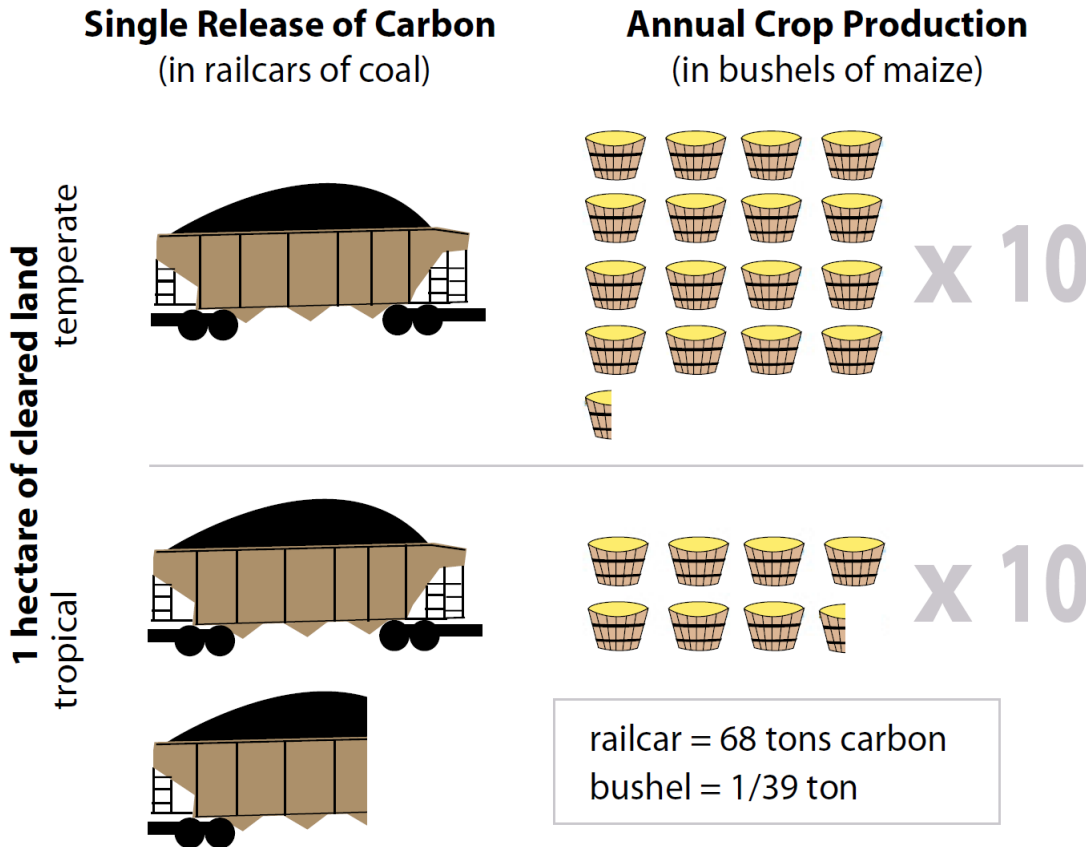 Single Release of Carbon
(in railcars of coal)
Annual Crop Production
(in bushels of maize)
1 hectare of cleared land
temperate
x 10
tropical
x 10
railcar = 68 tons carbon
bushel = 1/39 ton